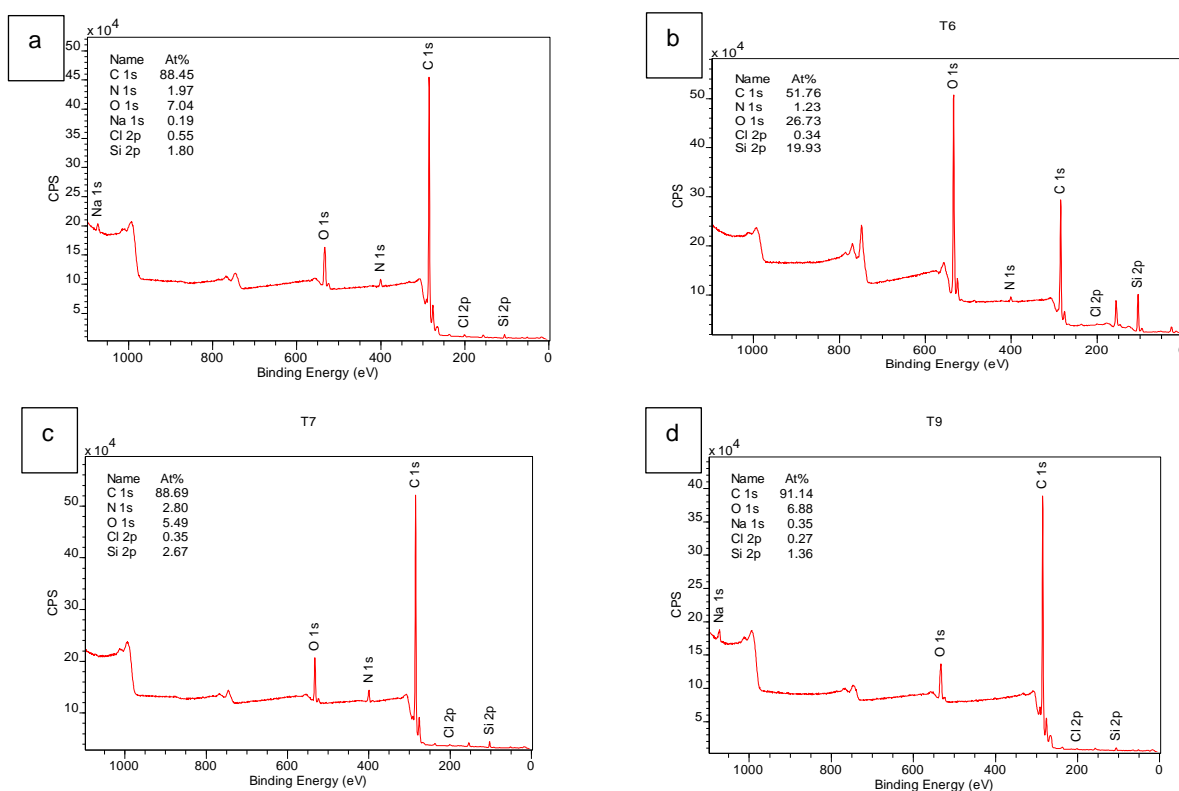 a
x 10^4
Name At%
C 1s 88.45
N 1s 1.97
O 1s 7.04
Na 1s 0.19
Cl 2p 0.55
Si 2p 1.80
50
45
40
35
30
25
20
15
10
5
CPS
Na 1s
O 1s
N 1s
C 1s
Cl 2p
Si 2p
1000 800 600 400 200 0
Binding Energy (eV)
b
T6
x 10^4
Name At%
C 1s 51.76
N 1s 1.23
O 1s 26.73
Cl 2p 0.34
Si 2p 19.93
50
40
30
20
10
CPS
O 1s
N 1s
C 1s
Cl 2p
Si 2p
1000 800 600 400 200 0
Binding Energy (eV)
c
T7
x 10^4
Name At%
C 1s 88.69
N 1s 2.80
O 1s 5.49
Cl 2p 0.35
Si 2p 2.67
50
40
30
20
10
CPS
O 1s
N 1s
C 1s
Cl 2p
Si 2p
1000 800 600 400 200 0
Binding Energy (eV)
d
T9
x 10^4
Name At%
C 1s 91.14
O 1s 6.88
Na 1s 0.35
Cl 2p 0.27
Si 2p 1.36
40
35
30
25
20
15
10
5
CPS
Na 1s
O 1s
C 1s
Cl 2p
Si 2p
1000 800 600 400 200 0
Binding Energy (eV)